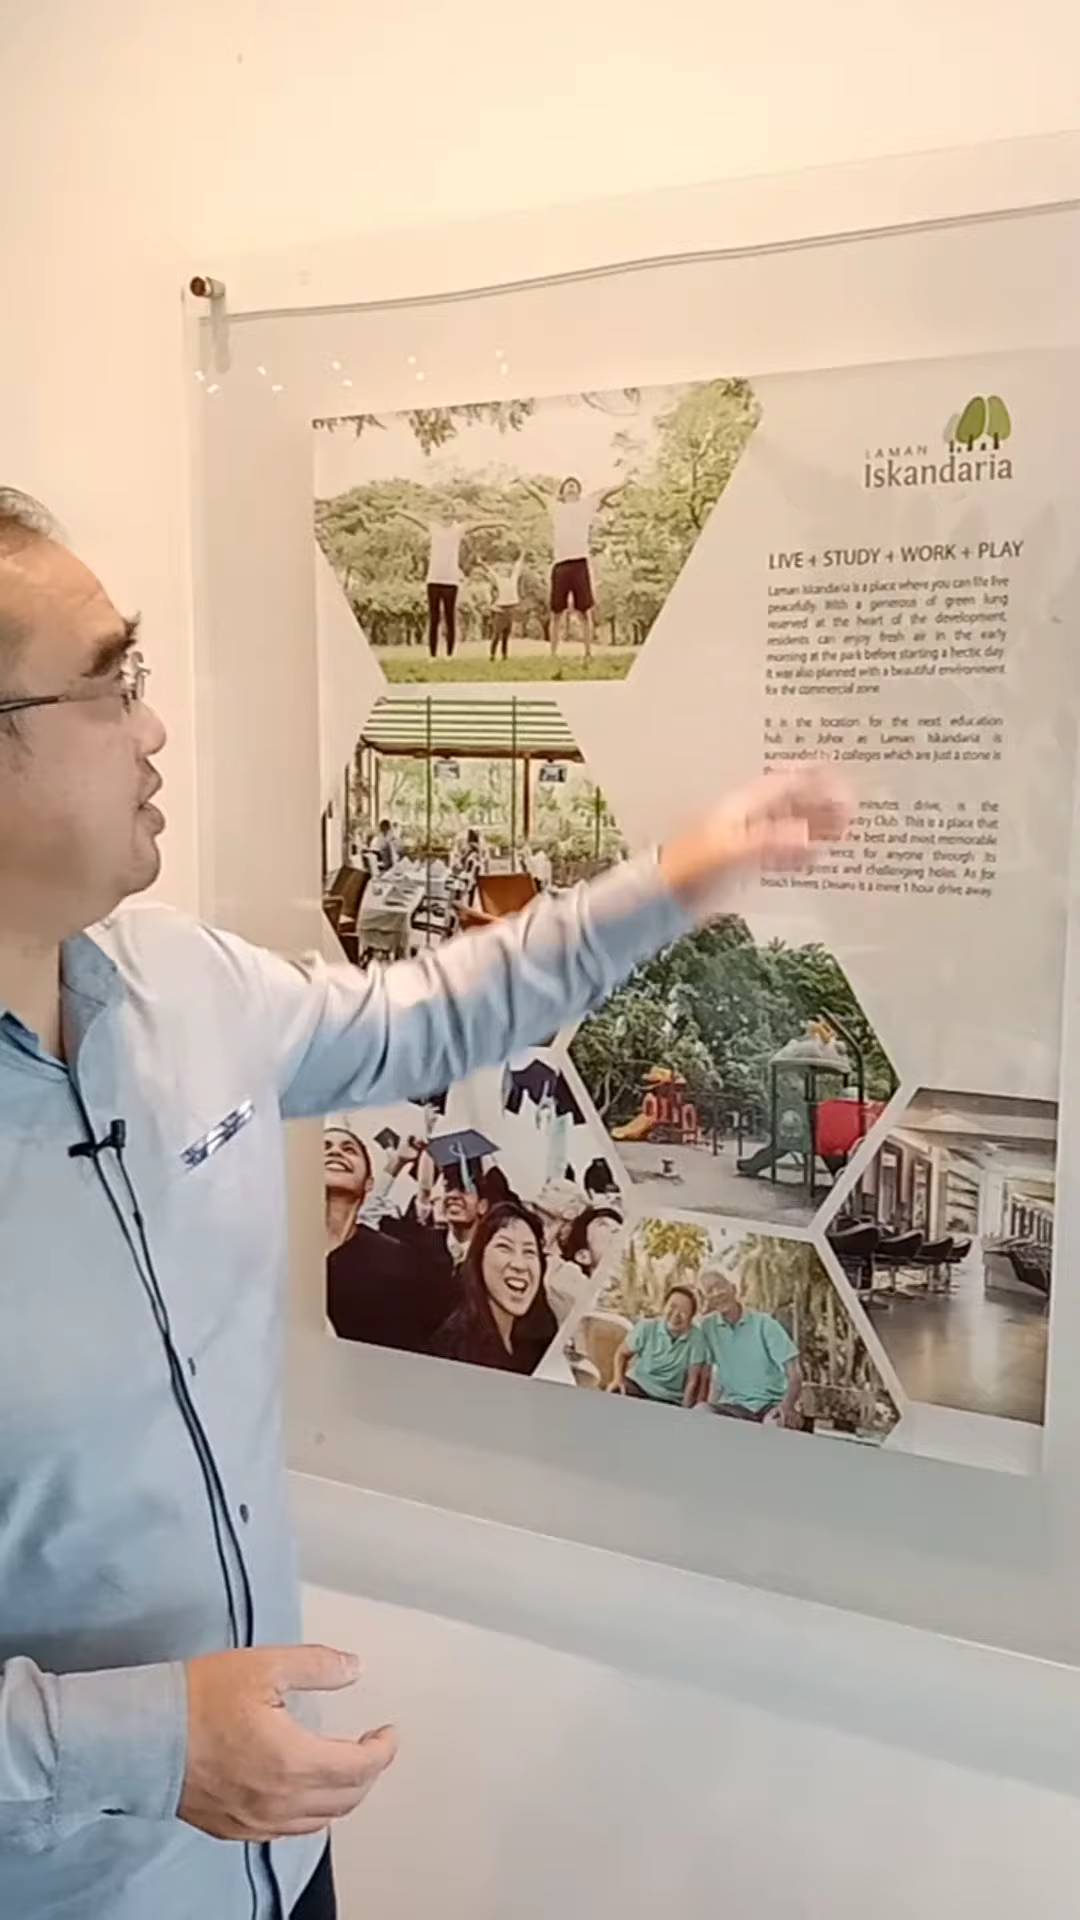 LAMAN
Iskandaria
LIVE + STUDY + WORK + PLAY
Laman Iskandaria is a place where you can life live
peacefully. With a generous of green lung
reserved at the heart of the development,
residents can enjoy fresh air in the early
morning at the park before starting a hectic day.
It was also planned with a beautiful environment
for the commercial zone.
It is the location for the next education
hub in Johor as Laman Iskandaria is
surrounded by 2 colleges which are just a stone is
minutes drive, is the
Club. This is a place that
the best and most memorable
for anyone through its
greens and challenging holes. As for
beach lovers, Desaru is a mere 1 hour drive away.